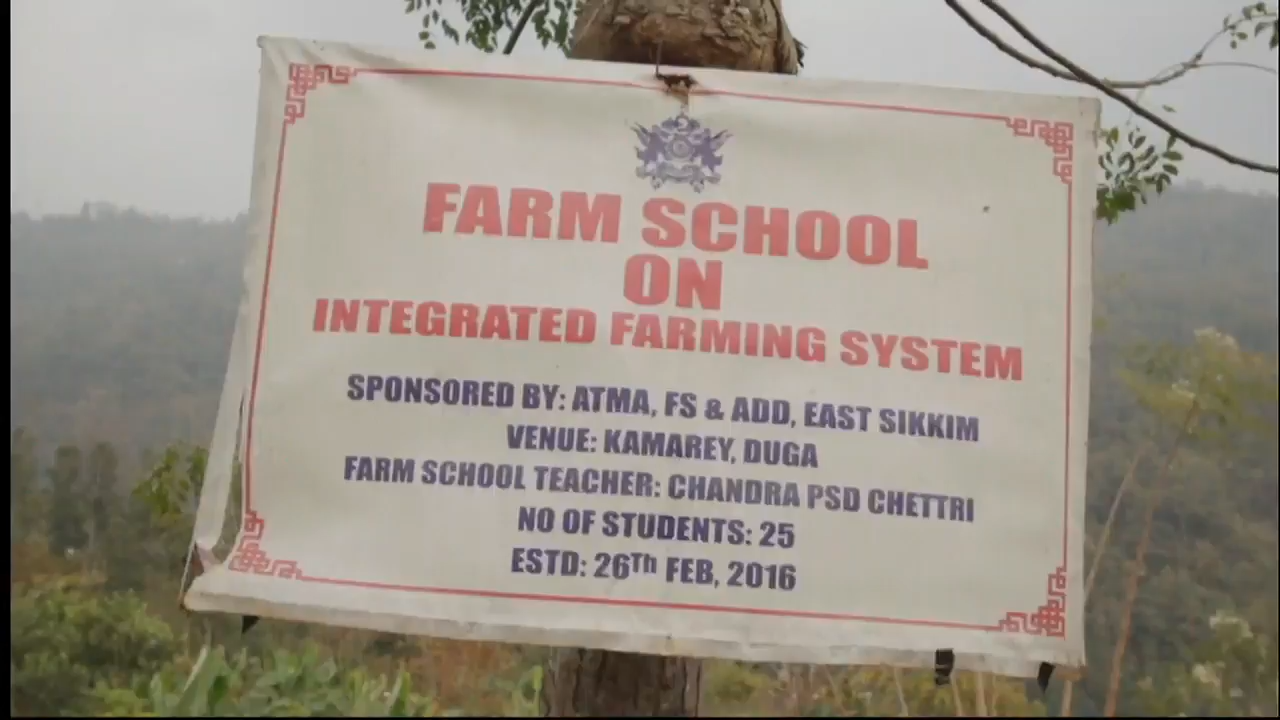 FARM SCHOOL
ON
INTEGRATED FARMING SYSTEM
SPONSORED BY: ATMA, FS & ADD, EAST SIKKIM
VENUE: KAMAREY, DUGA
FARM SCHOOL TEACHER: CHANDRA PSD CHETTRI
NO OF STUDENTS: 25
ESTD: 26Th FEB, 2016